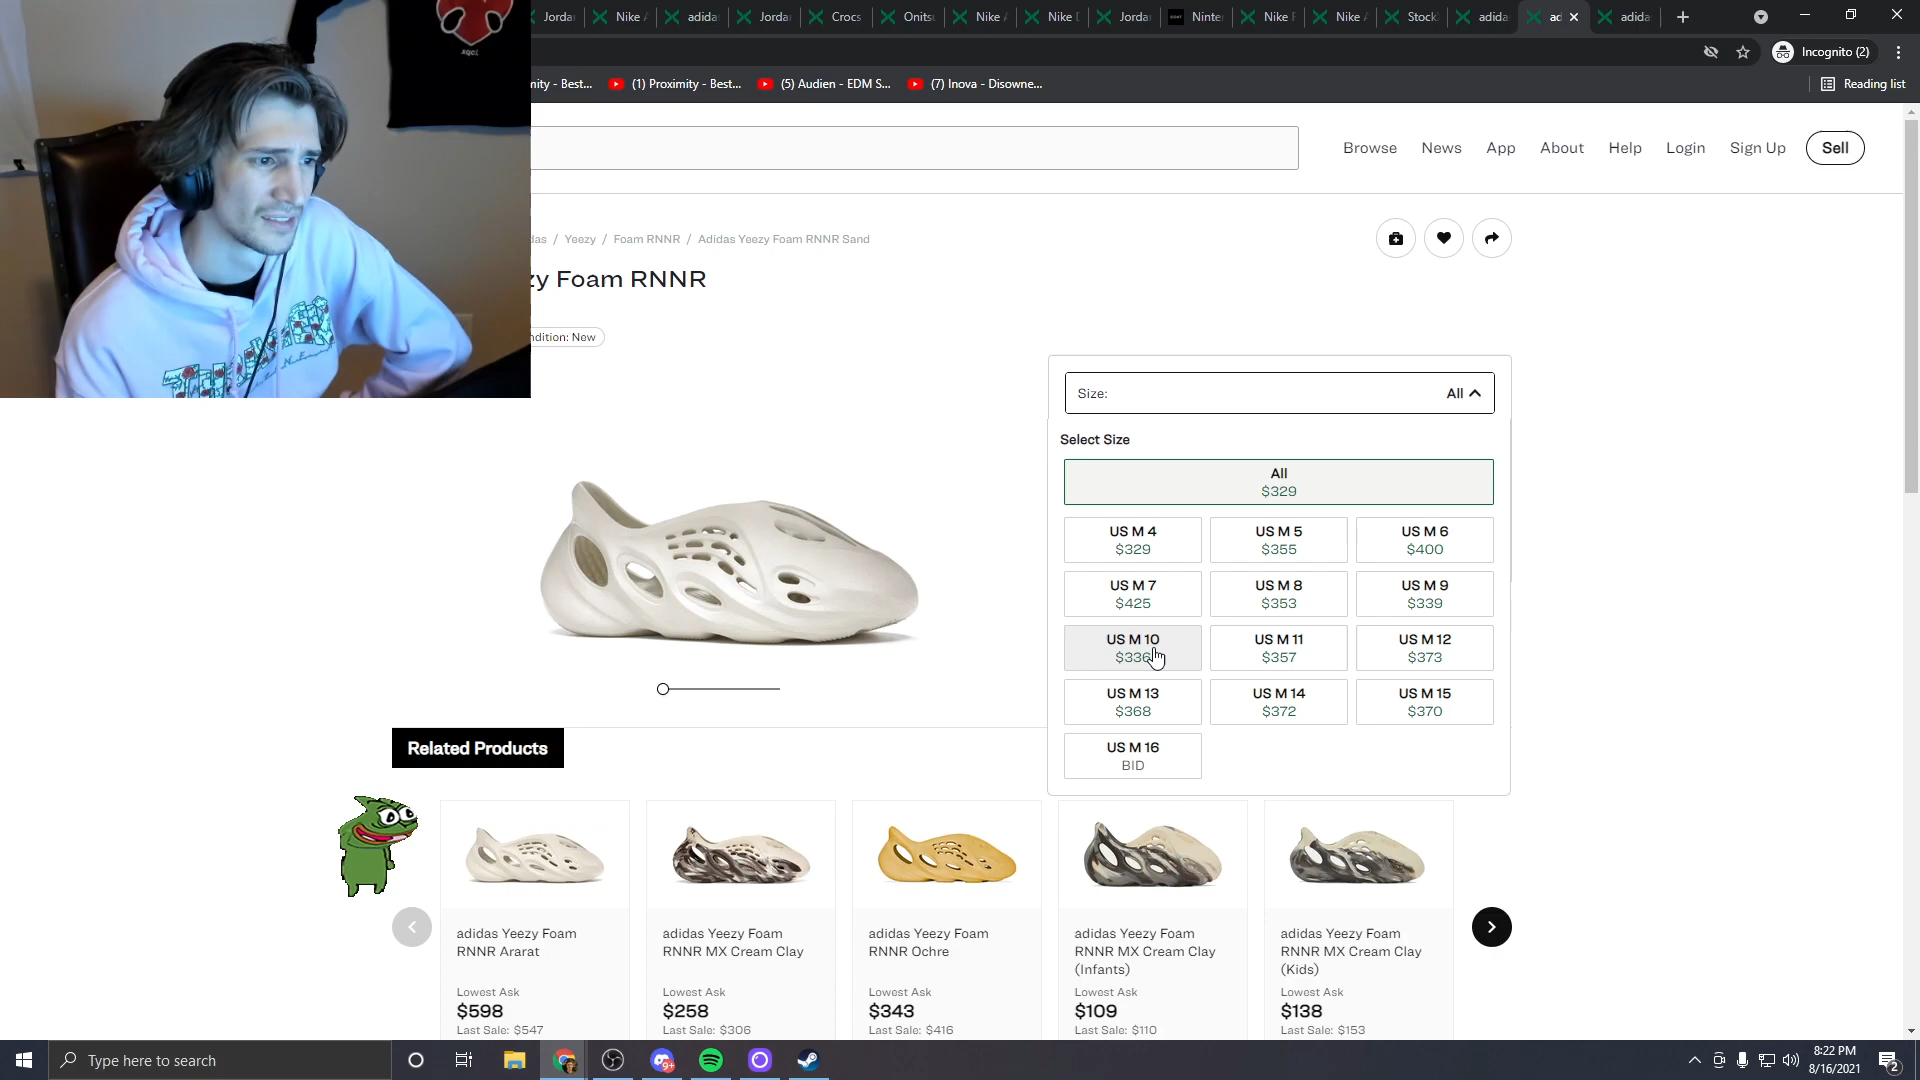 Jordar
Nike A
adida
Jordar
Crocs
Onits
Nike A
Nike D
Jordar
Ninte
Nike F
Nike A
Stock
adida
ad
adida
Incognito (2)
mity - Best...
(1) Proximity - Best...
(5) Audien - EDM S...
(7) Inova - Disowne...
Reading list
Browse
News
App
About
Help
Login
Sign Up
Sell
das / Yeezy / Foam RNNR / Adidas Yeezy Foam RNNR Sand
zy Foam RNNR
ndition: New
Size:
All
Select Size
All
$329
US M 4
$329
US M 5
$355
US M 6
$400
US M 7
$425
US M 8
$353
US M 9
$339
US M 10
$336
US M 11
$357
US M 12
$373
US M 13
$368
US M 14
$372
US M 15
$370
US M 16
BID
Related Products
adidas Yeezy Foam
RNNR Ararat
Lowest Ask
$598
Last Sale: $547
adidas Yeezy Foam
RNNR MX Cream Clay
Lowest Ask
$258
Last Sale: $306
adidas Yeezy Foam
RNNR Ochre
Lowest Ask
$343
Last Sale: $416
adidas Yeezy Foam
RNNR MX Cream Clay
(Infants)
Lowest Ask
$109
Last Sale: $110
adidas Yeezy Foam
RNNR MX Cream Clay
(Kids)
Lowest Ask
$138
Last Sale: $153
Type here to search
9+
8:22 PM
8/16/2021
2